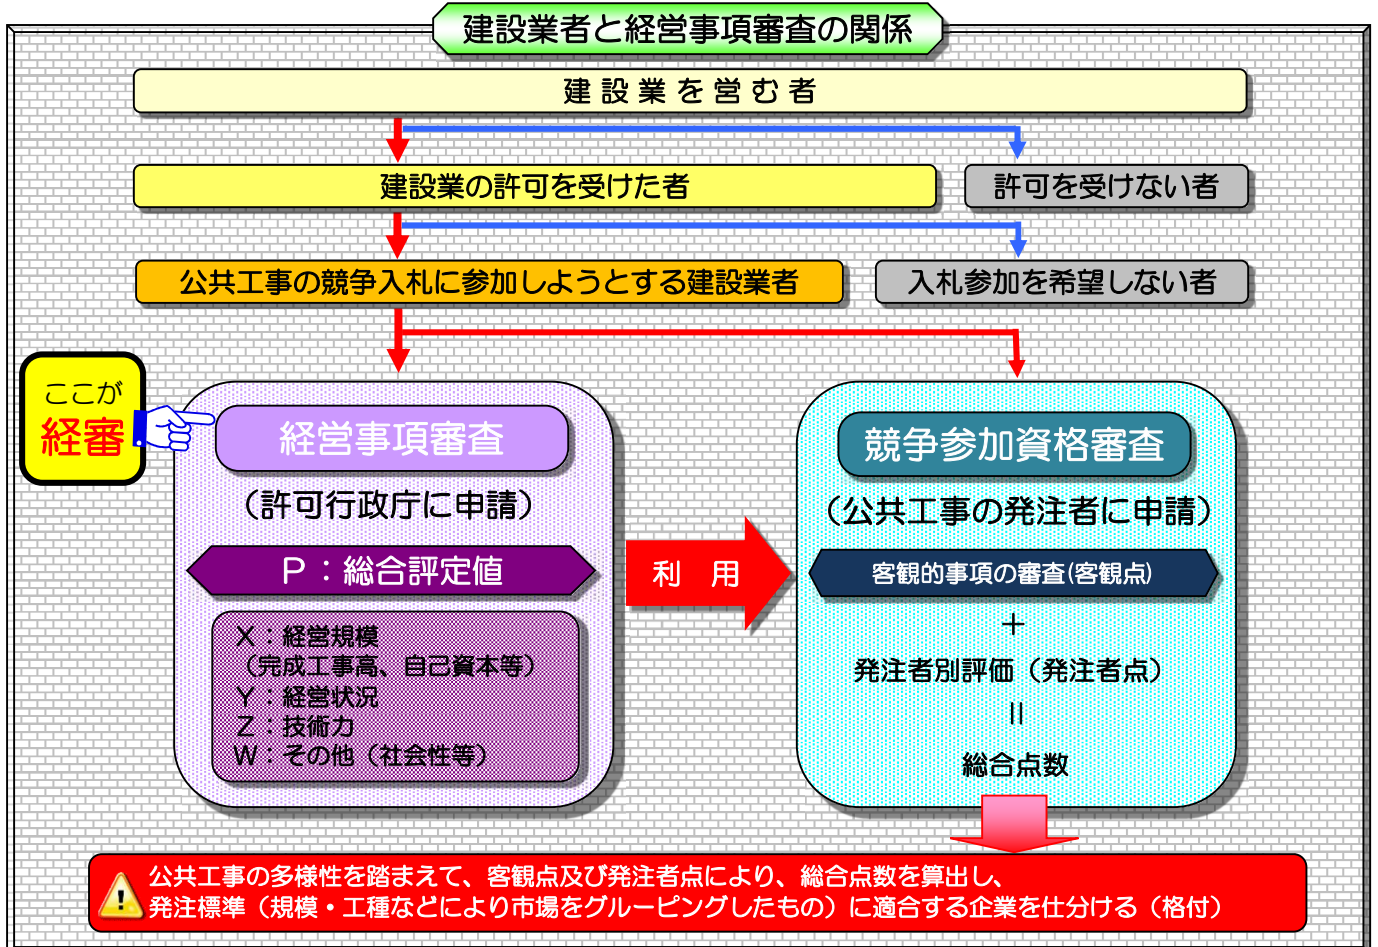 建設業者と経営事項審査の関係
建設業を営む者
建設業の許可を受けた者
許可を受けない者
公共工事の競争入札に参加しようとする建設業者
入札参加を希望しない者
ここが
経審
経営事項審査
（許可行政庁に申請）
P：総合評定値
X：経営規模
（完成工事高、自己資本等）
Y：経営状況
Z：技術力
W：その他（社会性等）
利　用
競争参加資格審査
（公共工事の発注者に申請）
客観的事項の審査(客観点)
＋
発注者別評価（発注者点）
＝
総合点数
公共工事の多様性を踏まえて、客観点及び発注者点により、総合点数を算出し、
発注標準（規模・工種などにより市場をグルーピングしたもの）に適合する企業を仕分ける（格付）